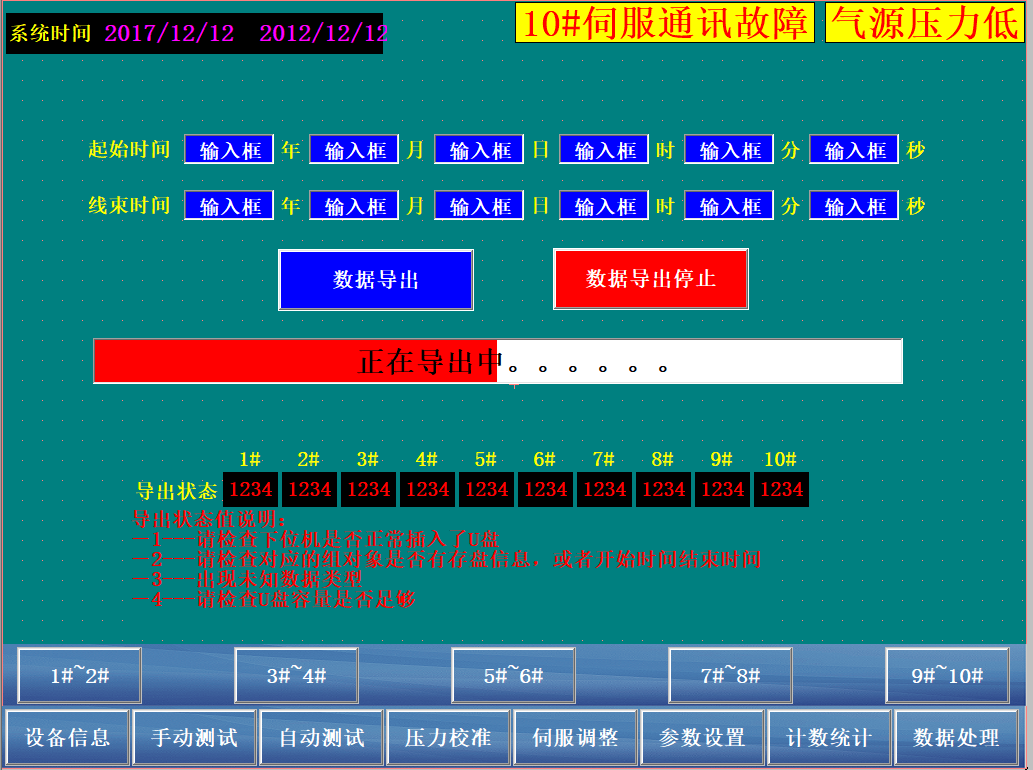 系统时间 2017/12/12 2012/12/12 10#伺服通讯故障 气源压力低
起始时间 输入框 年 输入框 月 输入框 日 输入框 时 输入框 分 输入框 秒
线束时间 输入框 年 输入框 月 输入框 日 输入框 时 输入框 分 输入框 秒
数据导出 数据导出停止
正在导出中。。。。。。
1# 2# 3# 4# 5# 6# 7# 8# 9# 10#
导出状态 1234 1234 1234 1234 1234 1234 1234 1234 1234 1234
导出状态值说明:
-1---请检查下位机是否正常插入了U盘
-2---请检查对应的组对象是否有存盘信息，或者开始时间结束时间
-3---出现未知数据类型
-4---请检查U盘容量是否足够
1#~2# 3#~4# 5#~6# 7#~8# 9#~10#
设备信息 手动测试 自动测试 压力校准 伺服调整 参数设置 计数统计 数据处理